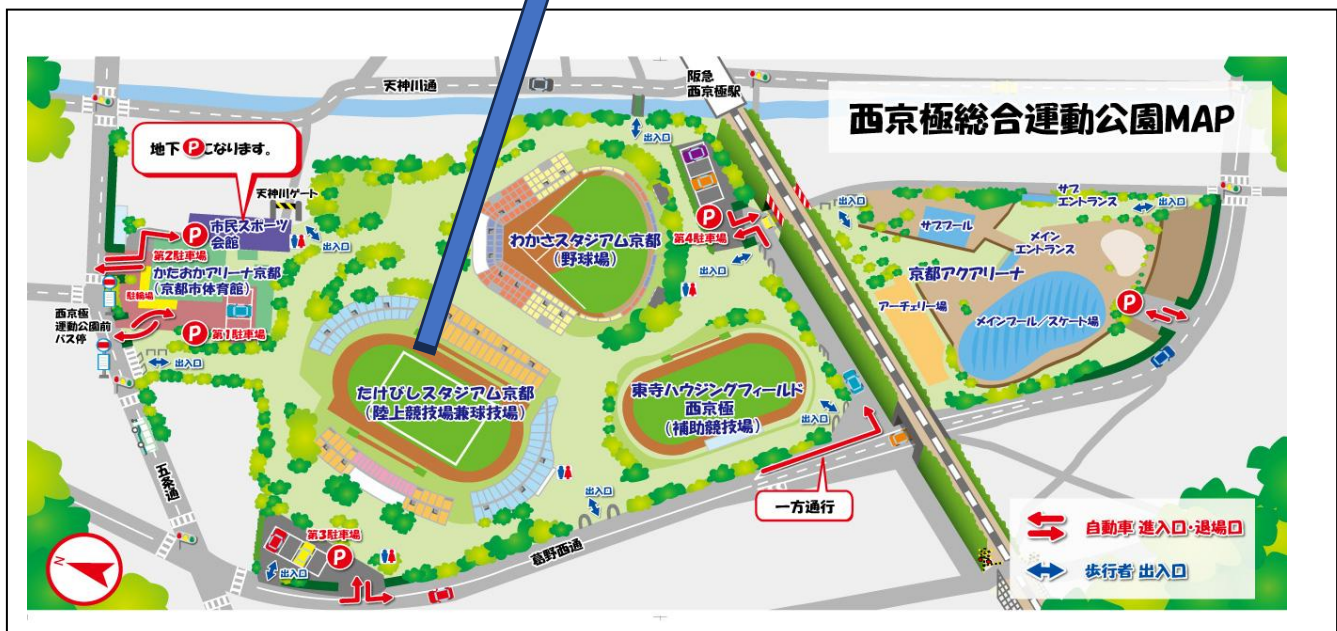 西京極総合運動公園MAP
天神川通
阪急
西京極駅
地下Pになります。
天神川ゲート
出入口
市民スポーツ
会館
P
第2駐車場
出入口
かたおかアリーナ京都
(京都市体育館)
駐輪場
西京極
運動公園前
バス停
P 第1駐車場
出入口
わかさスタジアム京都
(野球場)
P
第4駐車場
出入口
出入口
サブ
エントランス
出入口
サブプール
メイン
エントランス
京都アクアリーナ
アーチェリー場
メインプール/スケート場
P
たけびしスタジアム京都
(陸上競技場兼球技場)
東寺ハウジングフィールド
西京極
(補助競技場)
出入口
出入口
一方通行
五条通
第3駐車場
P
出入口
葛野西通
N
自動車 進入口・退場口
歩行者 出入口